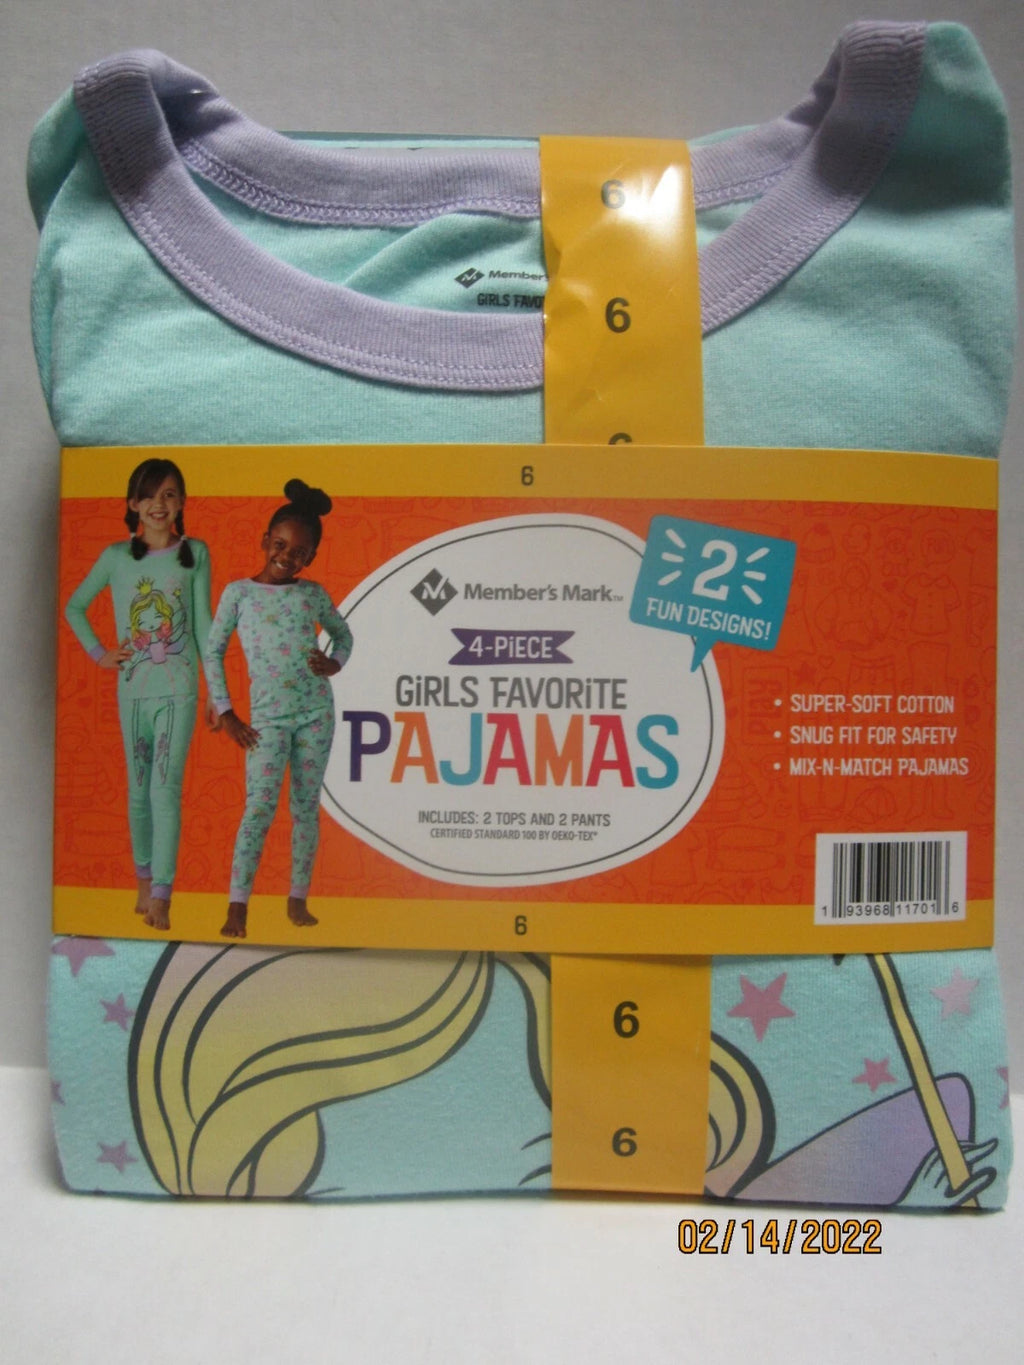 6
6
Member's
GIRLS FAVO
6
6
Member's Mark™
2
FUN DESIGNS!
4-PiECE
GiRLS FAVORiTE
PAJAMAS
• SUPER-SOFT COTTON
• SNUG FIT FOR SAFETY
• MIX-N-MATCH PAJAMAS
INCLUDES: 2 TOPS AND 2 PANTS
CERTIFIED STANDARD 100 BY OEKO-TEX®
1 93968 11701 6
6
6
6
02/14/2022